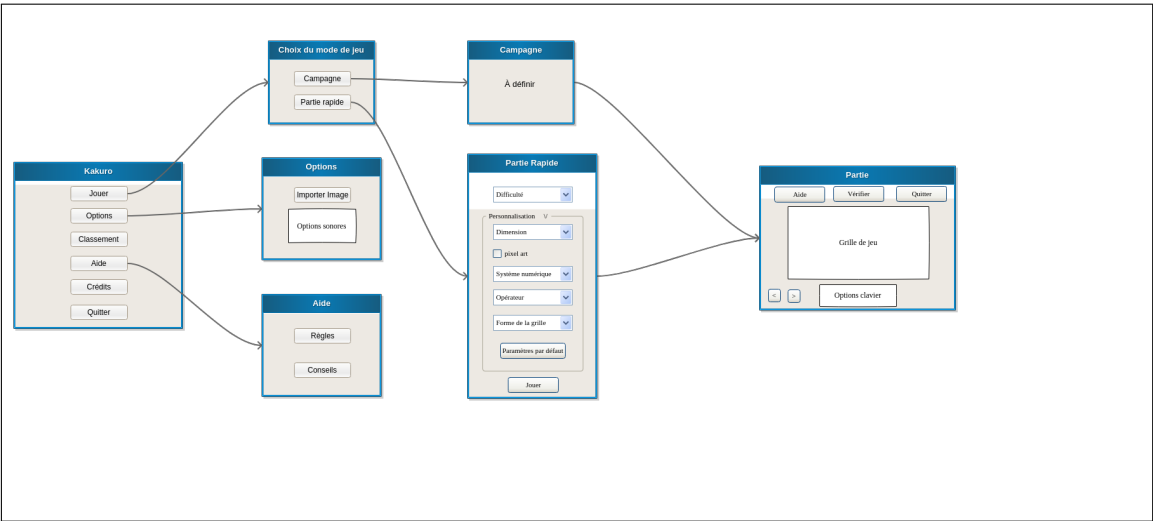 Kakuro
Jouer
Options
Classement
Aide
Crédits
Quitter
Choix du mode de jeu
Campagne
Partie rapide
Options
Importer Image
Options sonores
Aide
Règles
Conseils
Campagne
À définir
Partie Rapide
Difficulté
Personnalisation V
Dimension
pixel art
Système numérique
Opérateur
Forme de la grille
Paramètres par défaut
Jouer
Partie
Aide Vérifier Quitter
Grille de jeu
< > Options clavier